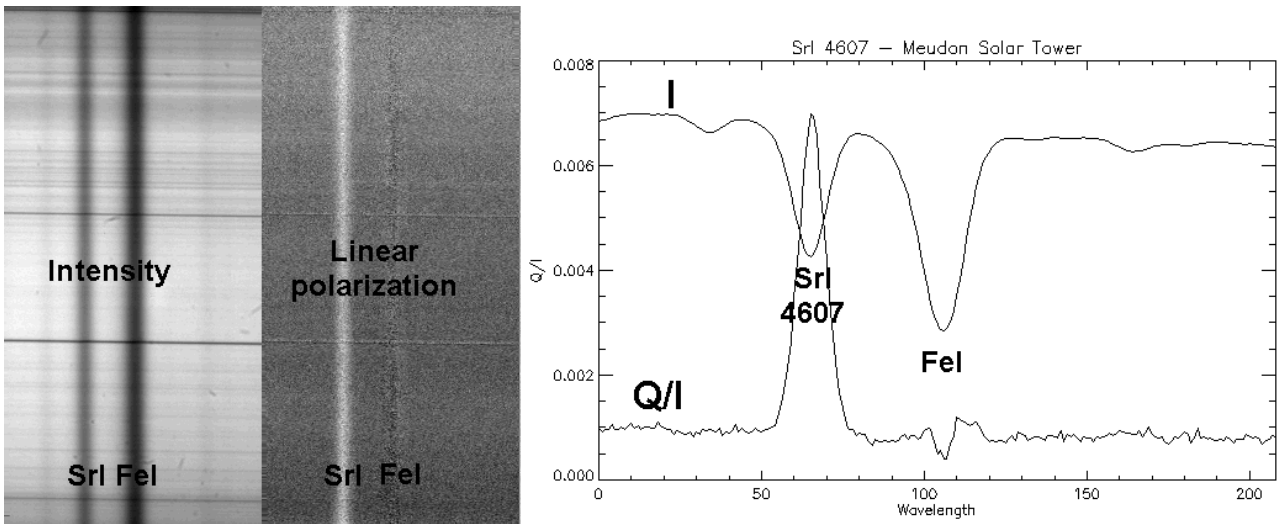 Intensity
SrI FeI
Linear
polarization
SrI FeI
SrI 4607 – Meudon Solar Tower
0.008
0.006
0.004
0.002
0.000
Q/I
I
SrI
4607
FeI
Q/I
0 50 100 150 200
Wavelength